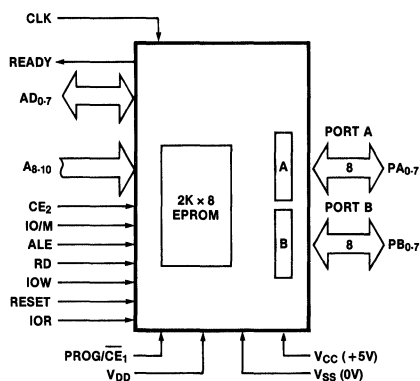 CLK
READY
AD0-7
A8-10
CE2
IO/M
ALE
RD
IOW
RESET
IOR
2K × 8
EPROM
A
B
PORT A
8
PA0-7
PORT B
8
PB0-7
PROG/C̅E̅1
VDD
VCC (+5V)
VSS (0V)